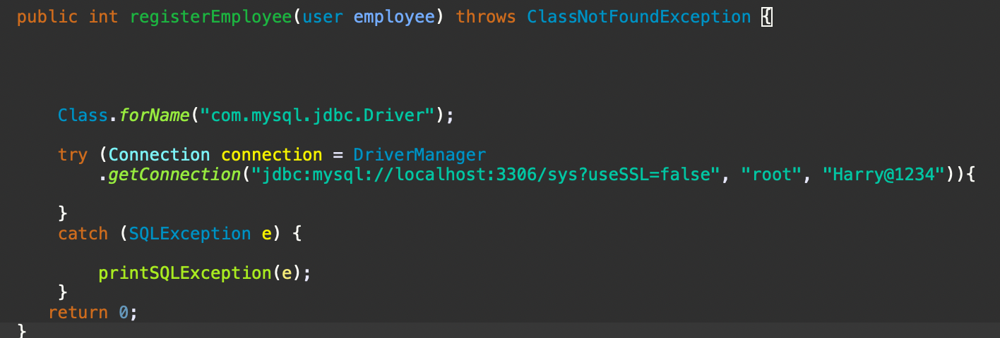 public int registerEmployee(user employee) throws ClassNotFoundException {
Class.forName("com.mysql.jdbc.Driver");
try (Connection connection = DriverManager
.getConnection("jdbc:mysql://localhost:3306/sys?useSSL=false", "root", "Harry@1234")){
}
catch (SQLException e) {
printSQLException(e);
}
return 0;
}